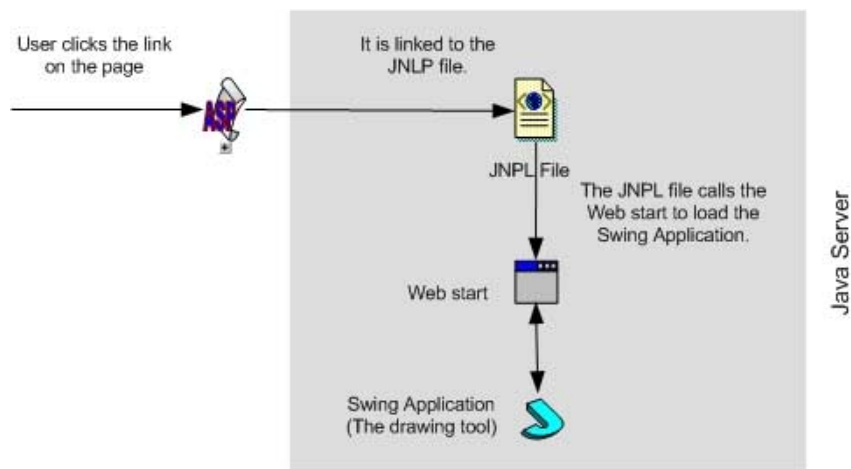 User clicks the link
on the page
It is linked to the
JNLP file.
ASP
JNPL File
The JNPL file calls the
Web start to load the
Swing Application.
Java Server
Web start
Swing Application
(The drawing tool)